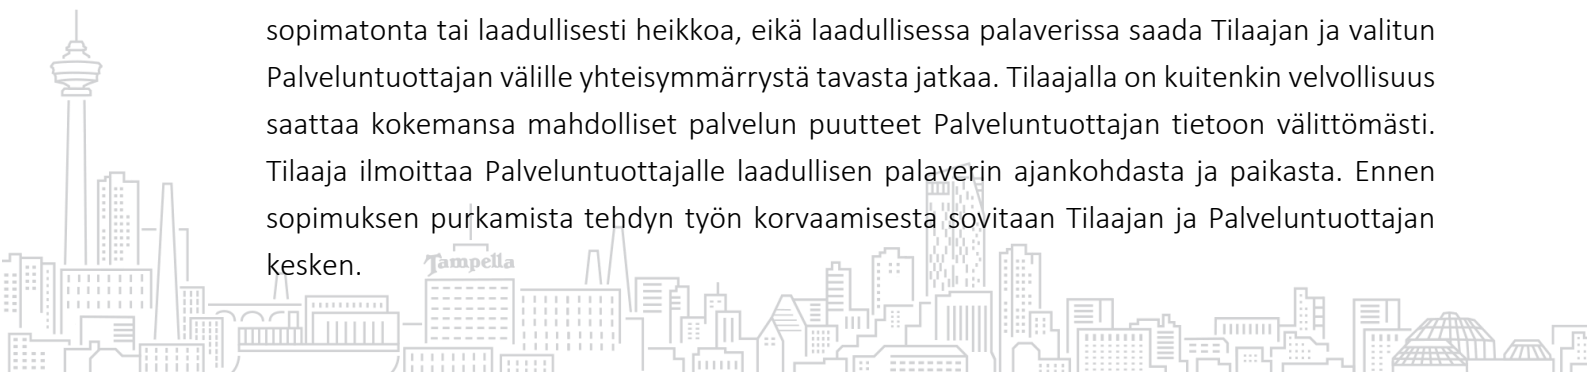 sopimatonta tai laadullisesti heikkoa, eikä laadullisessa palaverissa saada Tilaajan ja valitun
Palveluntuottajan välille yhteisymmärrystä tavasta jatkaa. Tilaajalla on kuitenkin velvollisuus
saattaa kokemansa mahdolliset palvelun puutteet Palveluntuottajan tietoon välittömästi.
Tilaaja ilmoittaa Palveluntuottajalle laadullisen palaverin ajankohdasta ja paikasta. Ennen
sopimuksen purkamista tehdyn työn korvaamisesta sovitaan Tilaajan ja Palveluntuottajan
kesken.
Tampella